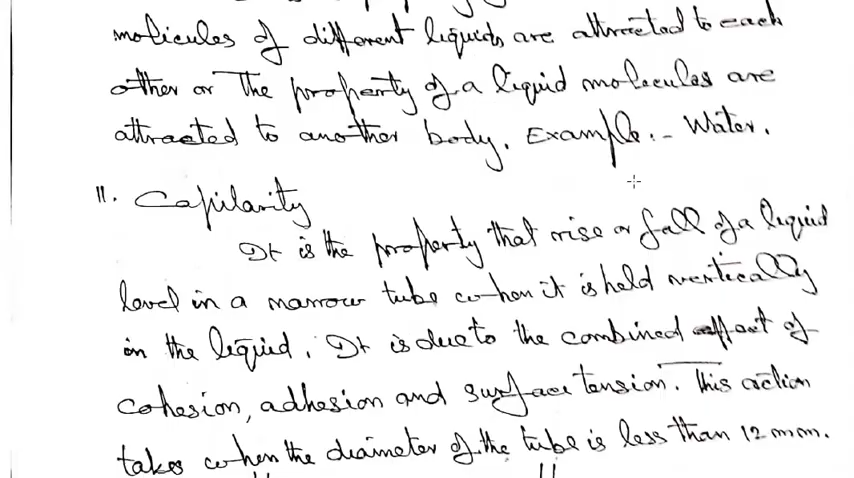 molicules of different liquids are attracted to each
other or The property of a liquid molecules are
attracted to another body. Example :- Water.
11. Capilarity
It is the property that rise or fall of a liquid
level in a narrow tube when it is held vertically
in the liquid. It is due to the combined effect of
cohesion, adhesion and surface tension. This action
takes when the diameter of the tube is less than 12 mm.